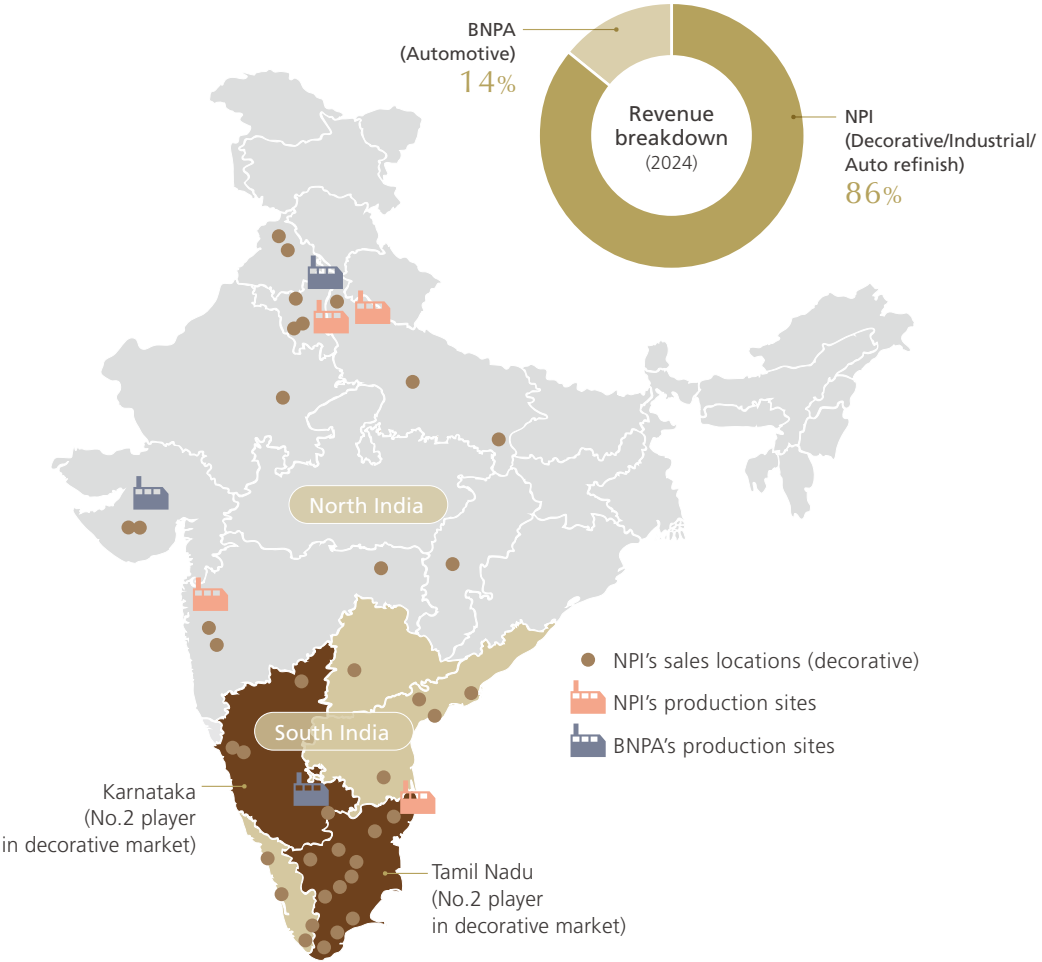 BNPA
(Automotive)
14%
Revenue
breakdown
(2024)
NPI
(Decorative/Industrial/
Auto refinish)
86%
North India
South India
NPI's sales locations (decorative)
NPI's production sites
BNPA's production sites
Karnataka
(No.2 player
in decorative market)
Tamil Nadu
(No.2 player
in decorative market)